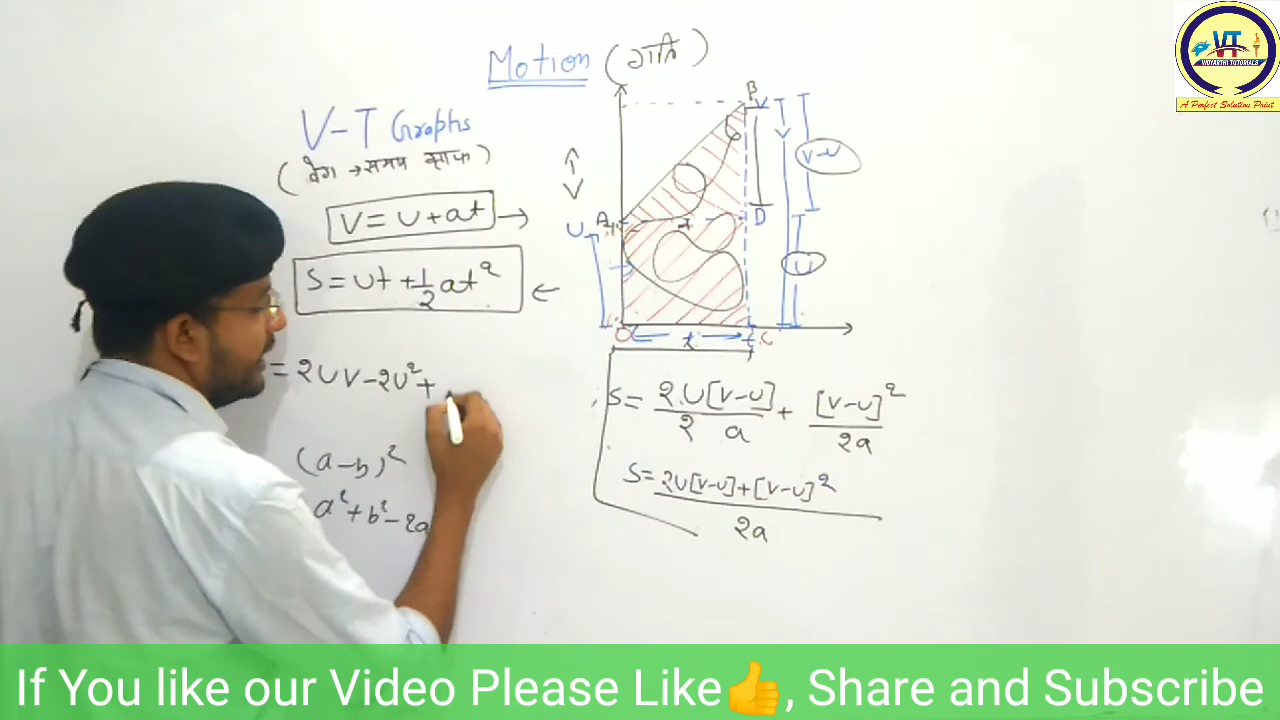 Motion (गति)
V-T Graphs
(वेग → समय ग्राफ)
V = U + at →
S = ut + 1/2 at² ←
= 2UV - 2U² +
(a-b)²
a² + b² - 2a
B
V
V
V-U
A
U
D
U
O
t
t
C
S = 2U[V-U]/2a + [V-U]²/2a
S = 2U[V-U] + [V-U]²/2a
VT
VIDYARTHI TUTORIALS
A Perfect Solution Point
If You like our Video Please Like👍, Share and Subscribe